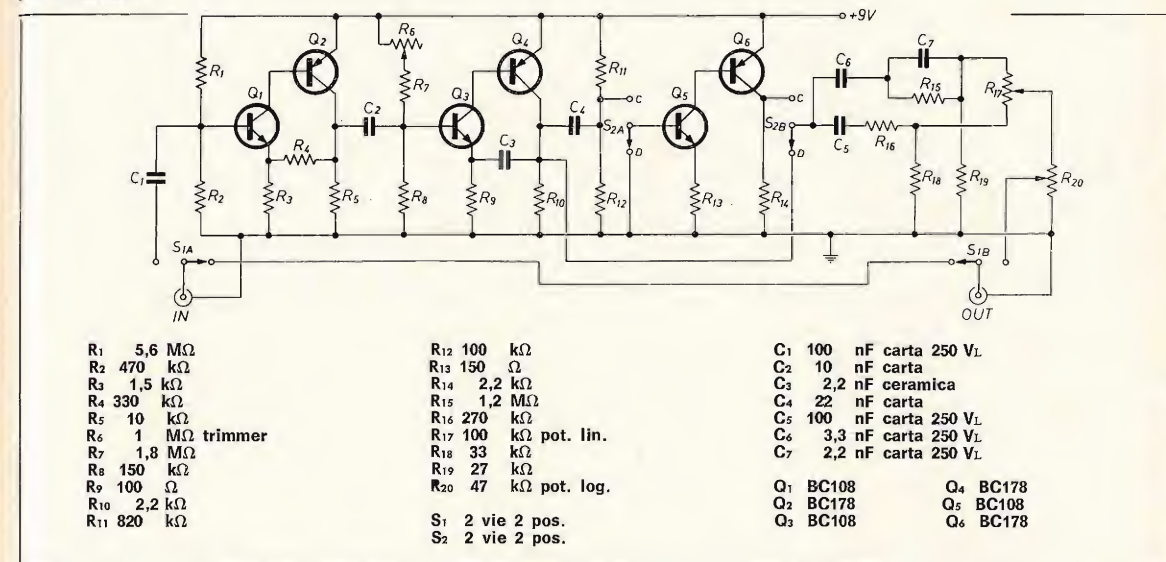 +9V
Q2
R6
Q4
Q6
C7
R1
R11
C6
Q1
R7
Q3
C4
C
Q5
C
R15
R17
C2
S2A
S2B
R4
C3
D
D
C5
R16
C1
R2
R3
R5
R8
R9
R10
R12
R13
R14
R18
R19
R20
S1A
S1B
IN
OUT
R1 5,6 MΩ
R2 470 kΩ
R3 1,5 kΩ
R4 330 kΩ
R5 10 kΩ
R6 1 MΩ trimmer
R7 1,8 MΩ
R8 150 kΩ
R9 100 Ω
R10 2,2 kΩ
R11 820 kΩ
R12 100 kΩ
R13 150 Ω
R14 2,2 kΩ
R15 1,2 MΩ
R16 270 kΩ
R17 100 kΩ pot. lin.
R18 33 kΩ
R19 27 kΩ
R20 47 kΩ pot. log.
S1 2 vie 2 pos.
S2 2 vie 2 pos.
C1 100 nF carta 250 VL
C2 10 nF carta
C3 2,2 nF ceramica
C4 22 nF carta
C5 100 nF carta 250 VL
C6 3,3 nF carta 250 VL
C7 2,2 nF carta 250 VL
Q1 BC108
Q2 BC178
Q3 BC108
Q4 BC178
Q5 BC108
Q6 BC178